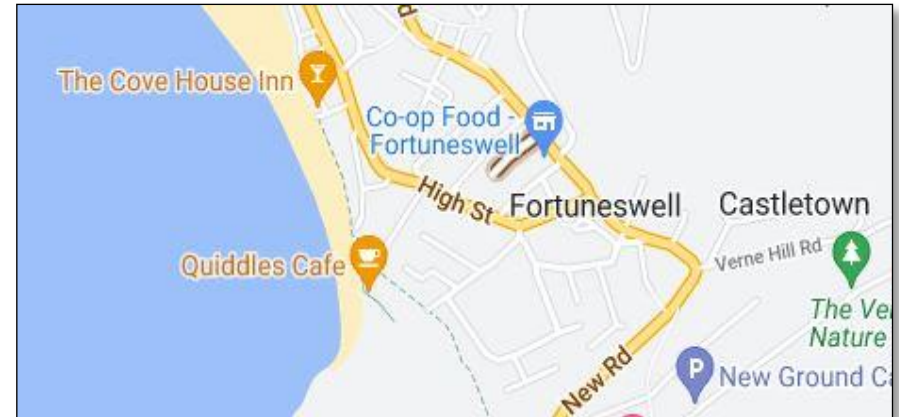 The Cove House Inn
Co-op Food -
Fortuneswell
High St
Fortuneswell
Castletown
Verne Hill Rd
Quiddles Cafe
The Ve
Nature
P
New Ground Ca
New Rd